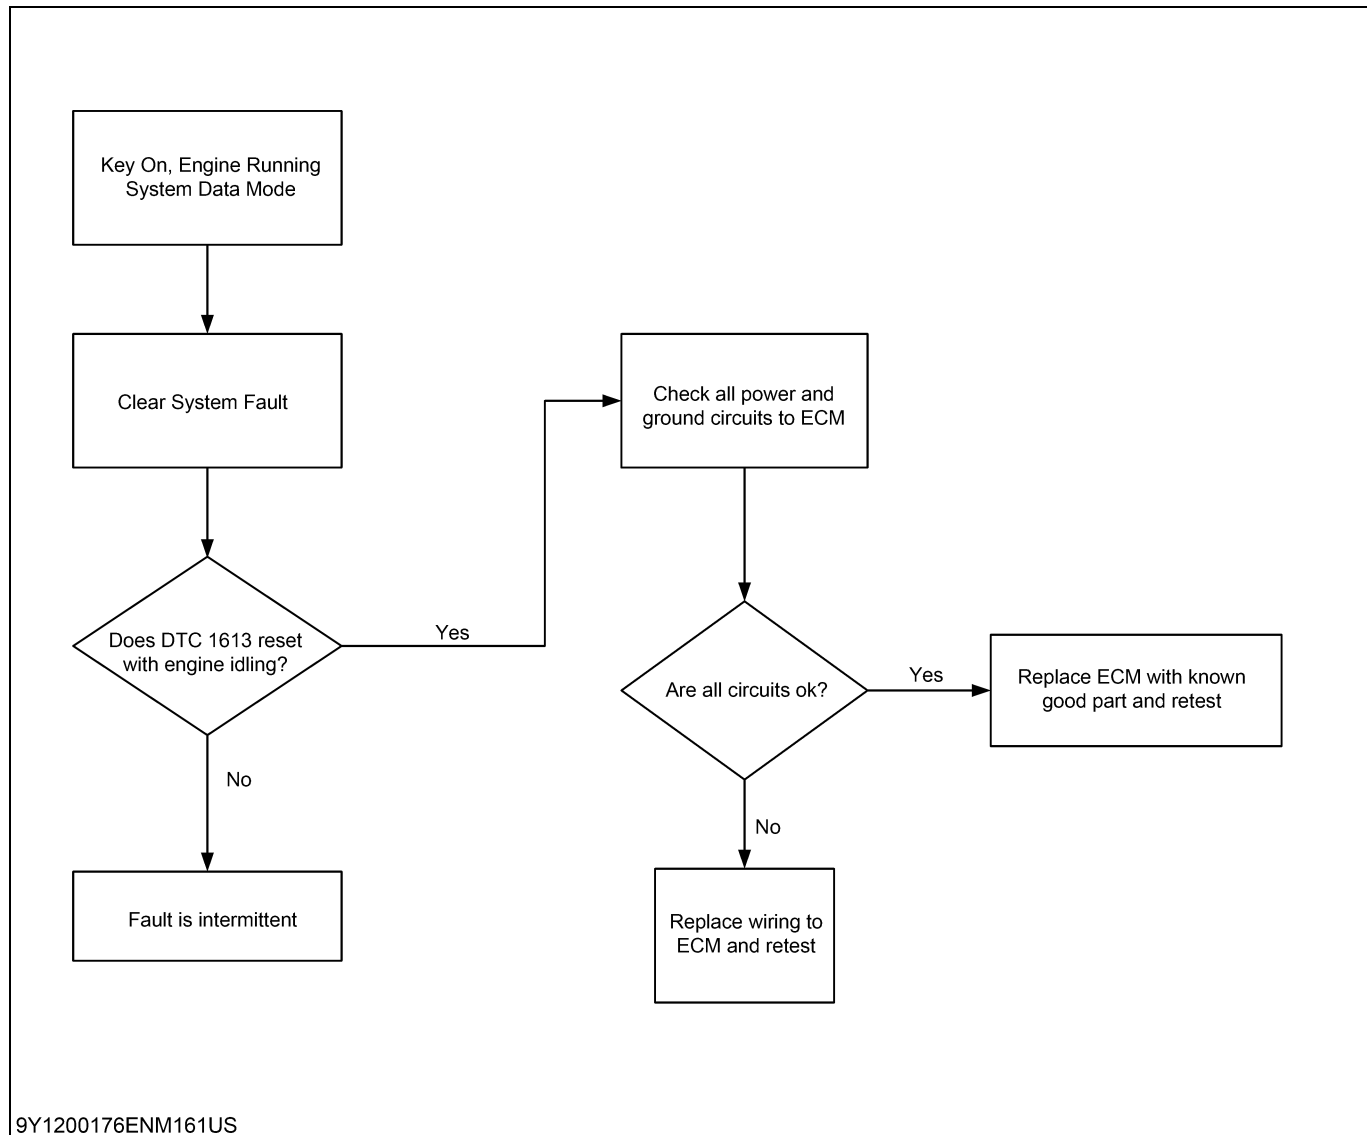 Key On, Engine Running
System Data Mode
Clear System Fault
Does DTC 1613 reset
with engine idling?
Yes
No
Fault is intermittent
Check all power and
ground circuits to ECM
Are all circuits ok?
Yes
Replace ECM with known
good part and retest
No
Replace wiring to
ECM and retest
9Y1200176ENM161US